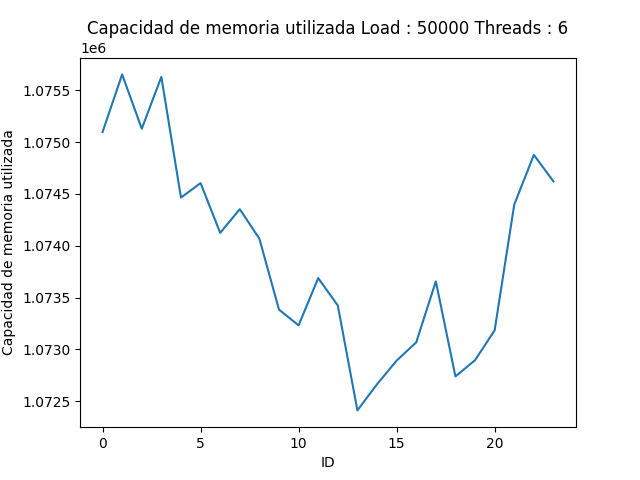 Capacidad de memoria utilizada Load : 50000 Threads : 6
1e6
1.0755
1.0750
1.0745
1.0740
1.0735
1.0730
1.0725
Capacidad de memoria utilizada
0 5 10 15 20
ID